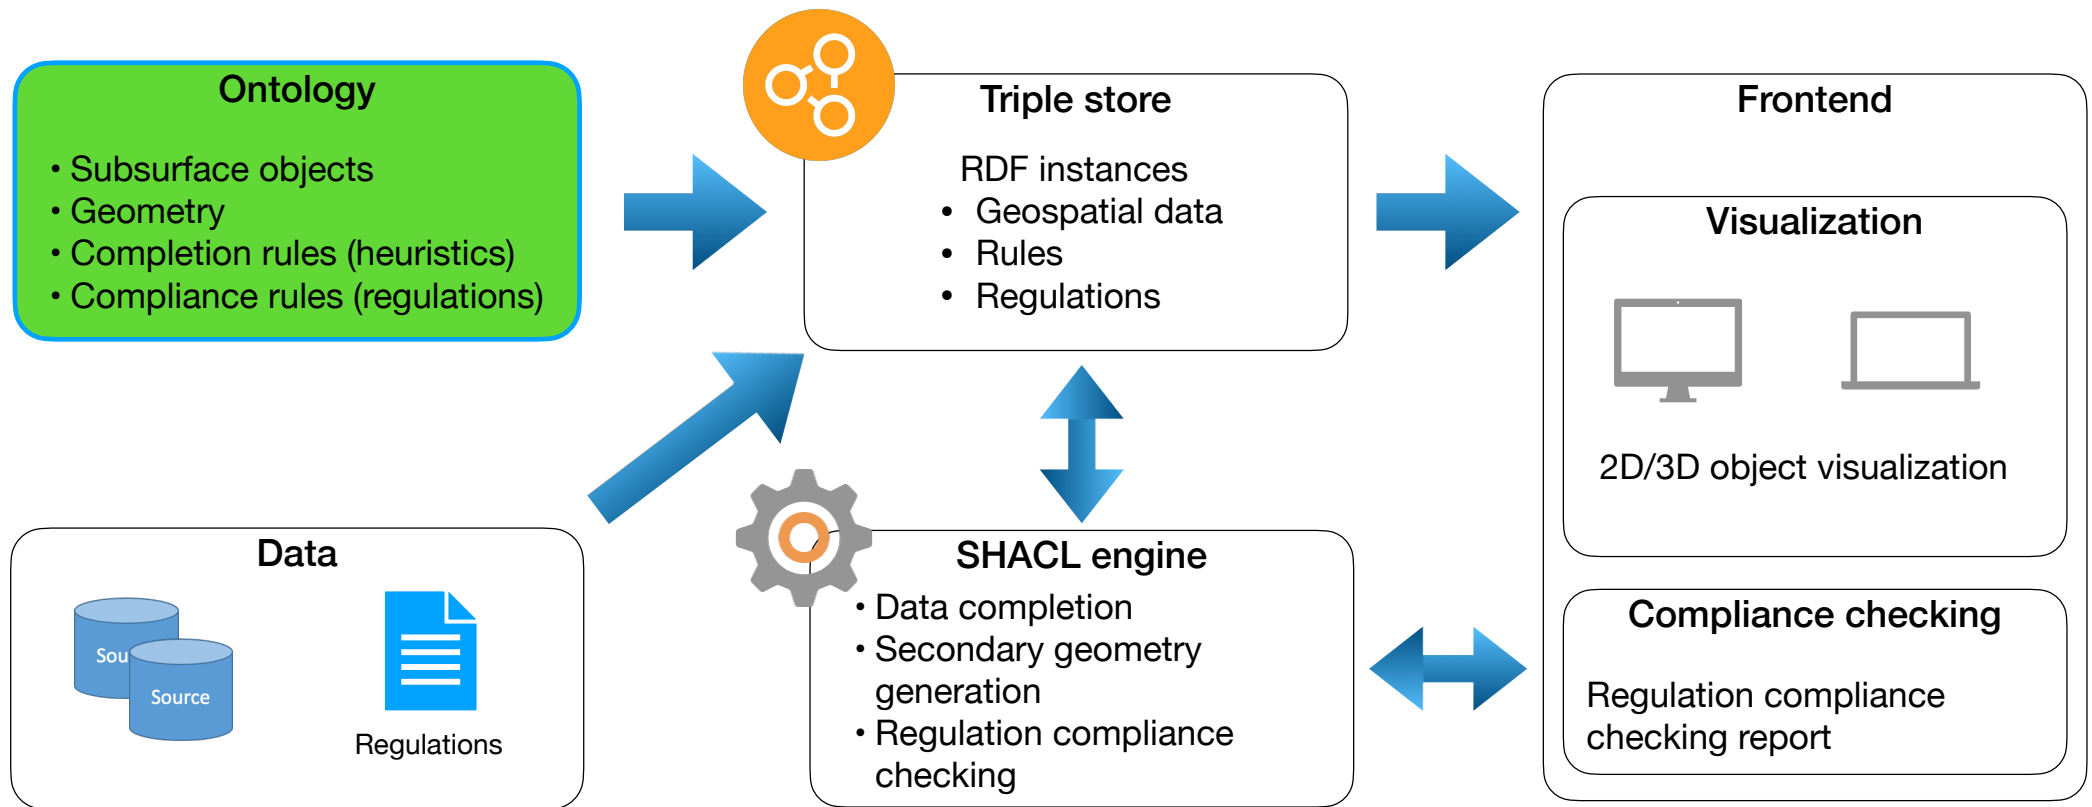 Ontology
• Subsurface objects
• Geometry
• Completion rules (heuristics)
• Compliance rules (regulations)
Triple store
RDF instances
• Geospatial data
• Rules
• Regulations
Frontend
Visualization
2D/3D object visualization
Data
Sou
Source
Regulations
SHACL engine
• Data completion
• Secondary geometry
generation
• Regulation compliance
checking
Compliance checking
Regulation compliance
checking report